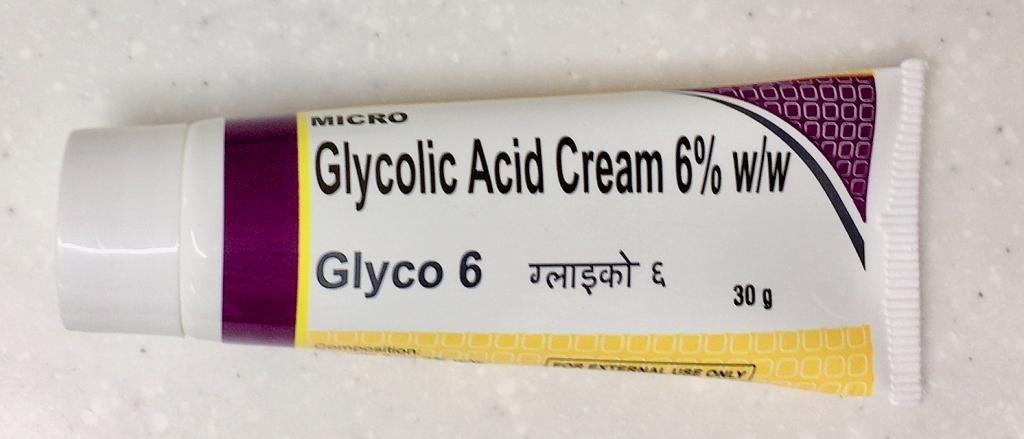 MICRO
Glycolic Acid Cream 6% w/w
Glyco 6 ग्लाइको ६
30 g
Composition:
FOR EXTERNAL USE ONLY